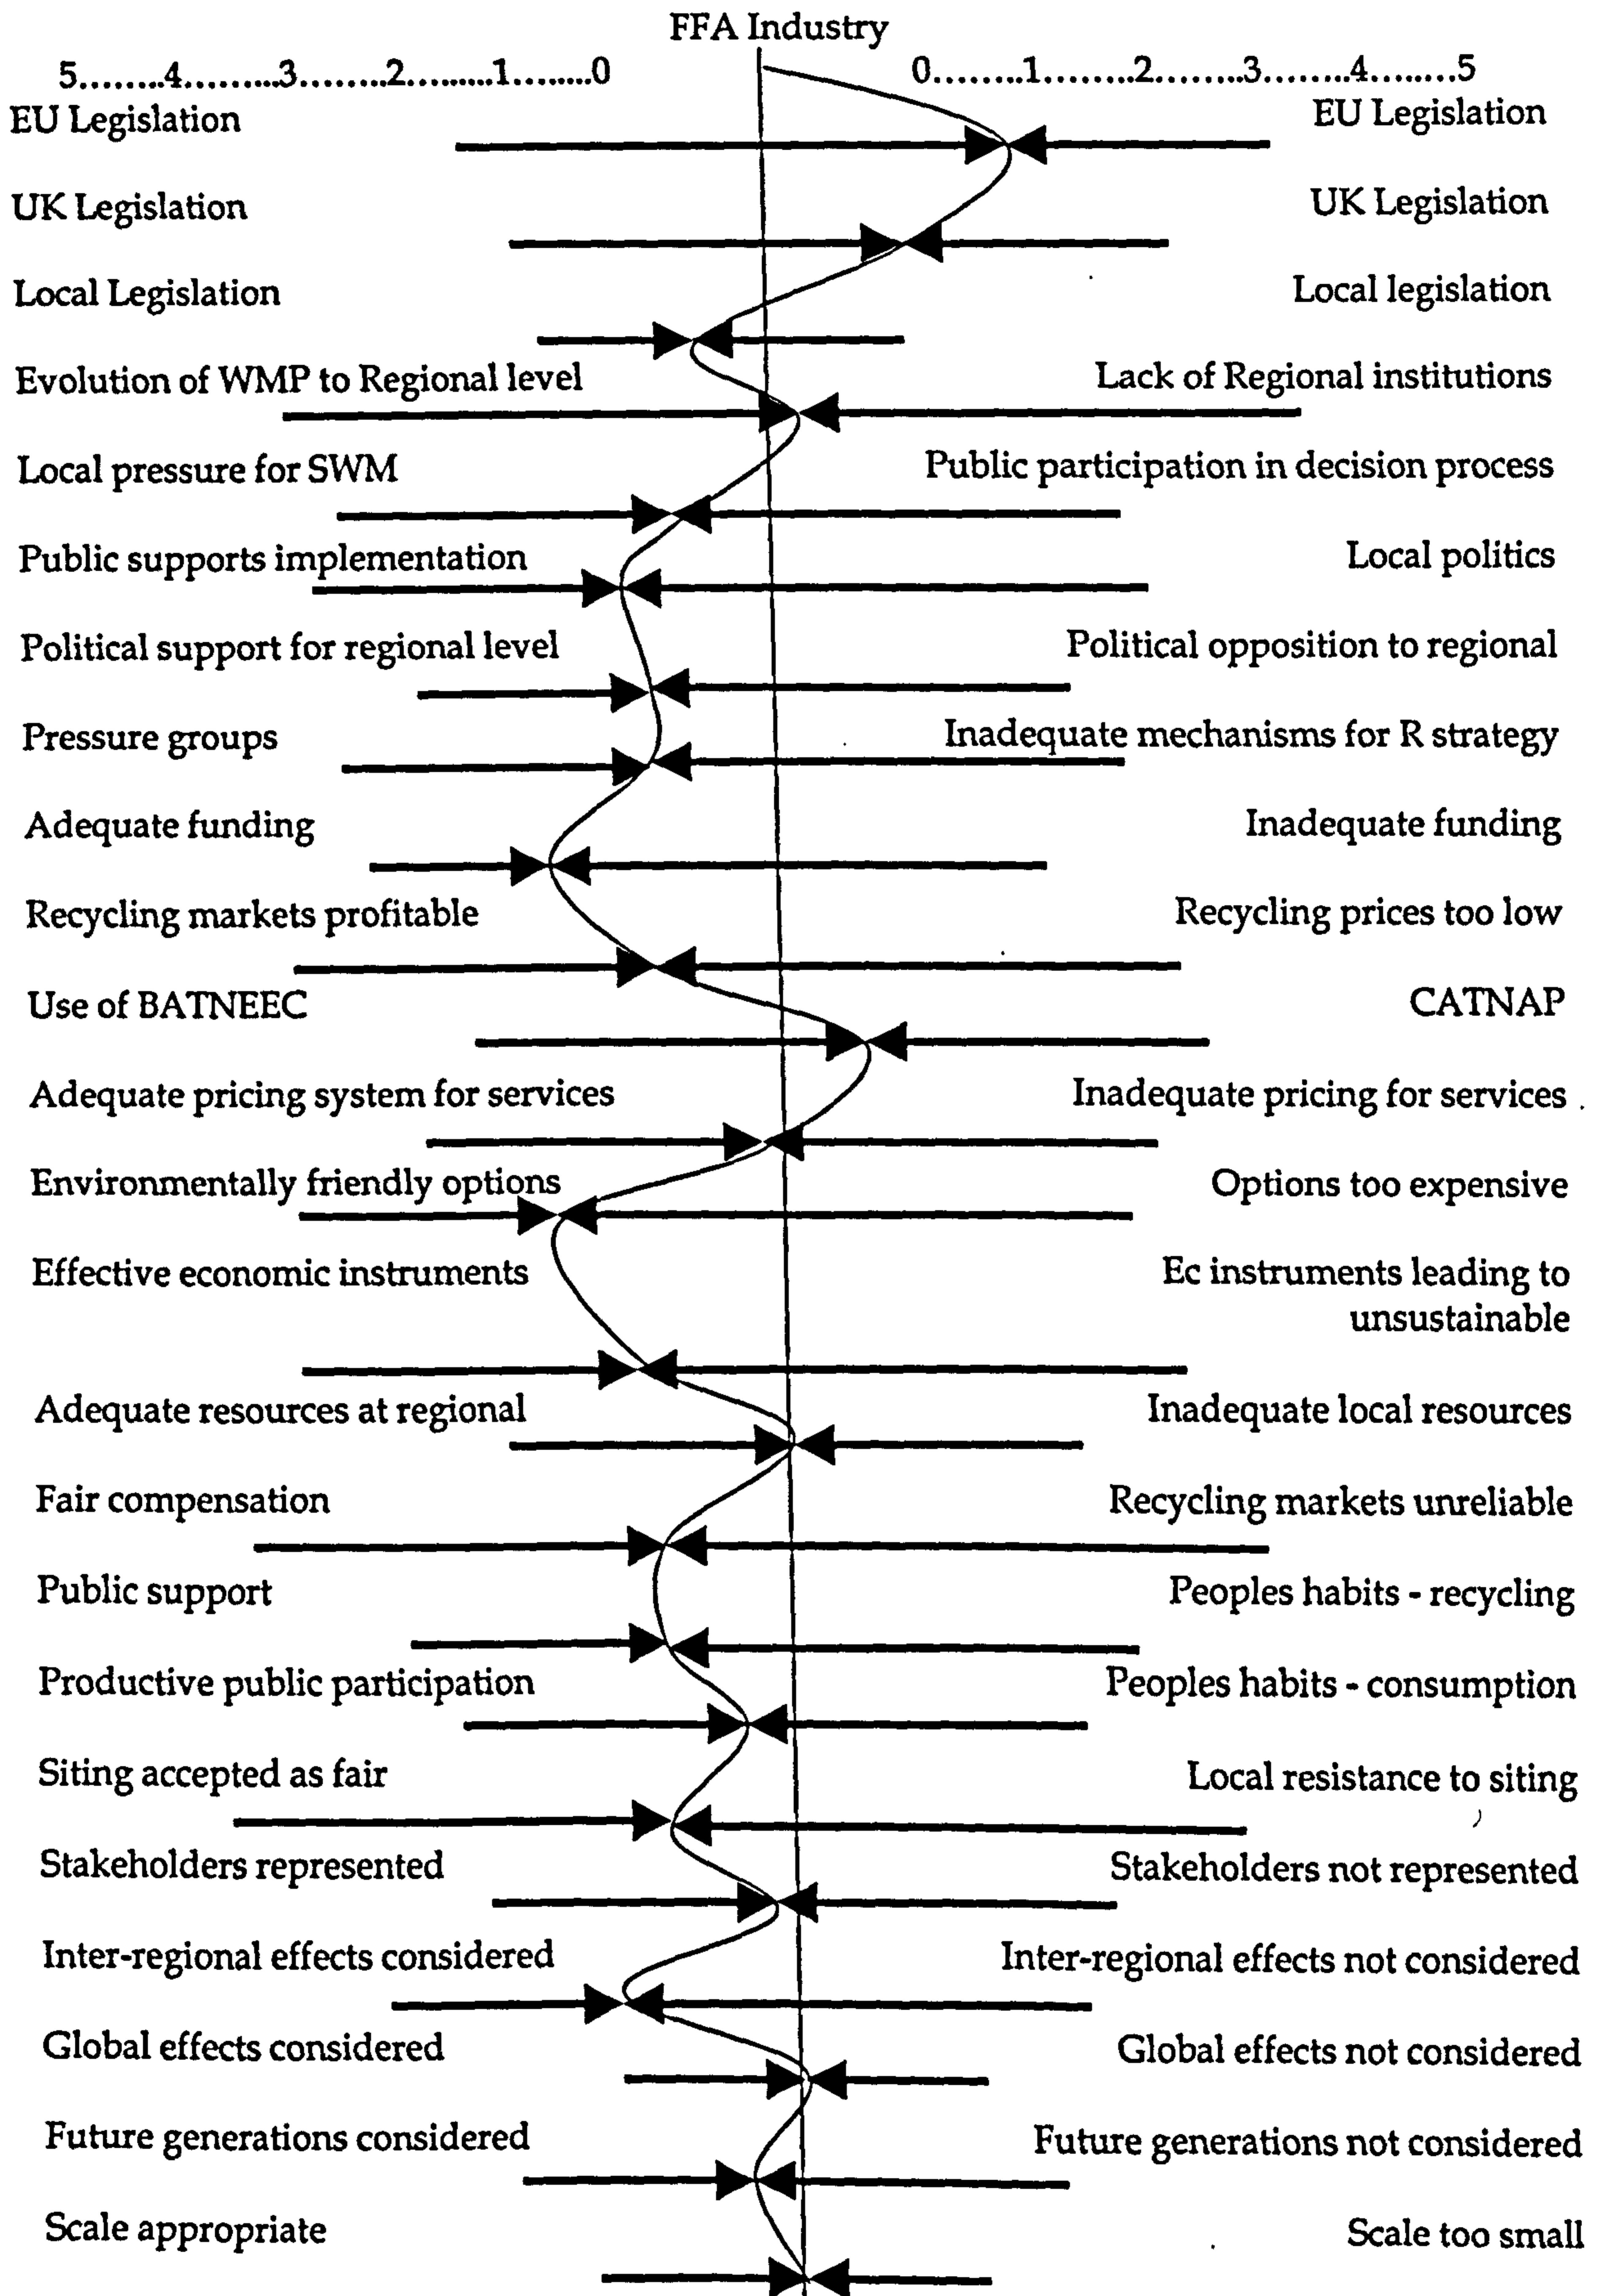 FFA Industry
5.......4.........3........2.........1.......0 0........1........2........3........4........5
EU Legislation EU Legislation
UK Legislation UK Legislation
Local Legislation Local legislation
Evolution of WMP to Regional level Lack of Regional institutions
Local pressure for SWM Public participation in decision process
Public supports implementation Local politics
Political support for regional level Political opposition to regional
Pressure groups Inadequate mechanisms for R strategy
Adequate funding Inadequate funding
Recycling markets profitable Recycling prices too low
Use of BATNEEC CATNAP
Adequate pricing system for services Inadequate pricing for services
Environmentally friendly options Options too expensive
Effective economic instruments Ec instruments leading to
unsustainable
Adequate resources at regional Inadequate local resources
Fair compensation Recycling markets unreliable
Public support Peoples habits - recycling
Productive public participation Peoples habits - consumption
Siting accepted as fair Local resistance to siting
Stakeholders represented Stakeholders not represented
Inter-regional effects considered Inter-regional effects not considered
Global effects considered Global effects not considered
Future generations considered Future generations not considered
Scale appropriate Scale too small